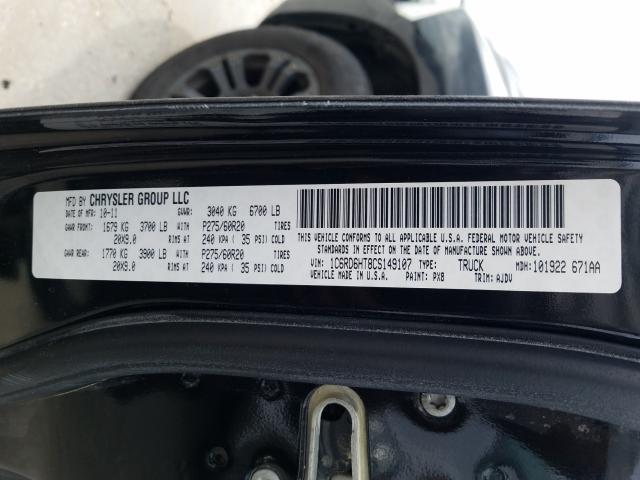 MFD BY CHRYSLER GROUP LLC
DATE OF MFR: 10-11 GVWR: 3040 KG 6700 LB
GAWR FRONT: 1679 KG 3700 LB WITH P275/60R20 TIRES
20X9.0 RIMS AT 240 KPA ( 35 PSI) COLD
GAWR REAR: 1770 KG 3900 LB WITH P275/60R20 TIRES
20X9.0 RIMS AT 240 KPA ( 35 PSI) COLD
THIS VEHICLE CONFORMS TO ALL APPLICABLE U.S.A. FEDERAL MOTOR VEHICLE SAFETY
STANDARDS IN EFFECT ON THE DATE OF MANUFACTURE SHOWN ABOVE.
VIN: 1C6RD6HT8CS149107 TYPE: TRUCK MDH: 101922 671AA
VEHICLE MADE IN U.S.A. PAINT: PX8 TRIM: AJDV